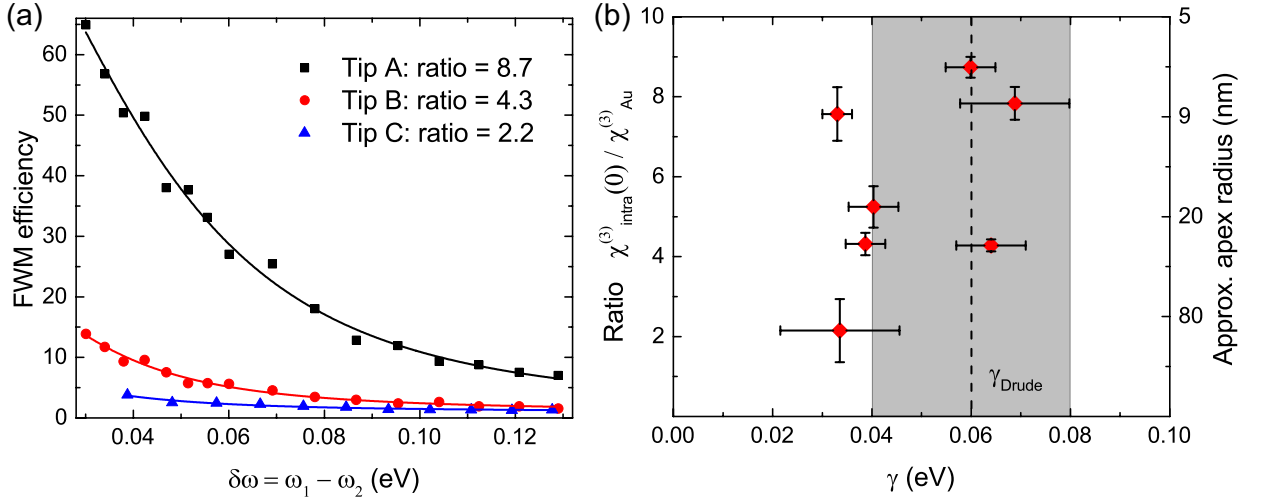 (a)
FWM efficiency
60
50
40
30
20
10
0
Tip A: ratio = 8.7
Tip B: ratio = 4.3
Tip C: ratio = 2.2
0.04
0.06
0.08
0.10
0.12
δω = ω₁ − ω₂ (eV)
(b)
Ratio χ⁽³⁾intra(0) / χ⁽³⁾Au
10
8
6
4
2
0.00
0.02
0.04
0.06
0.08
0.10
γ (eV)
γDrude
5
9
20
80
Approx. apex radius (nm)